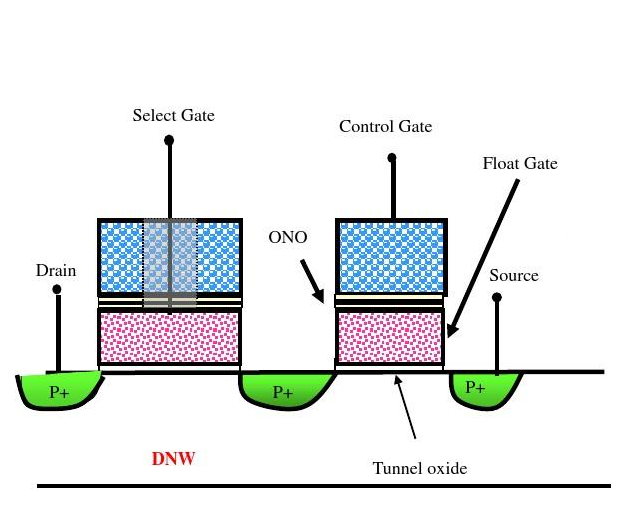 Select Gate
Control Gate
Float Gate
ONO
Drain
Source
P+
P+
P+
DNW
Tunnel oxide